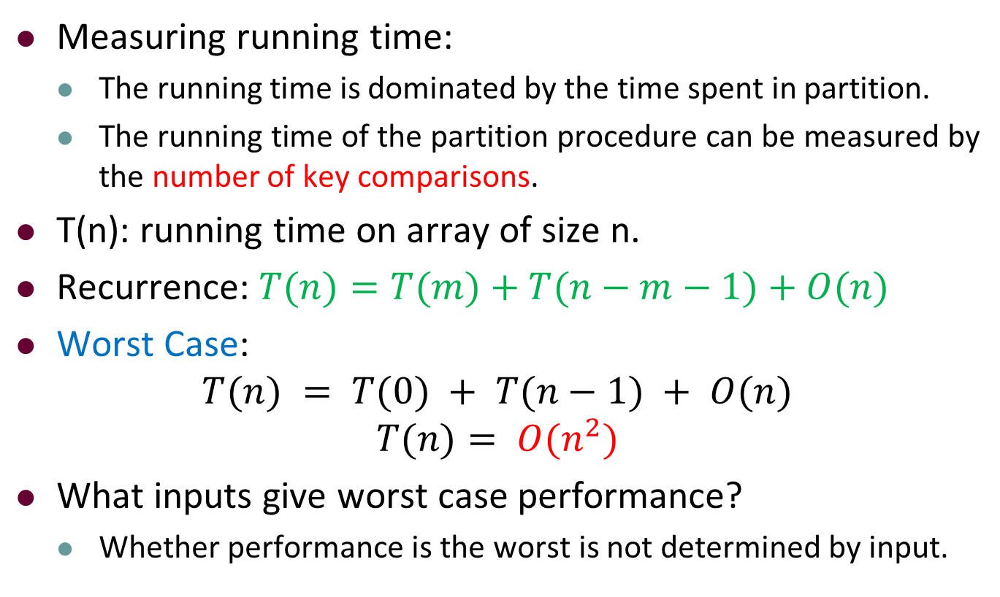 ● Measuring running time:
● The running time is dominated by the time spent in partition.
● The running time of the partition procedure can be measured by
the number of key comparisons.
● T(n): running time on array of size n.
● Recurrence: T(n) = T(m) + T(n − m − 1) + O(n)
● Worst Case:
T(n) = T(0) + T(n − 1) + O(n)
T(n) = O(n²)
● What inputs give worst case performance?
● Whether performance is the worst is not determined by input.